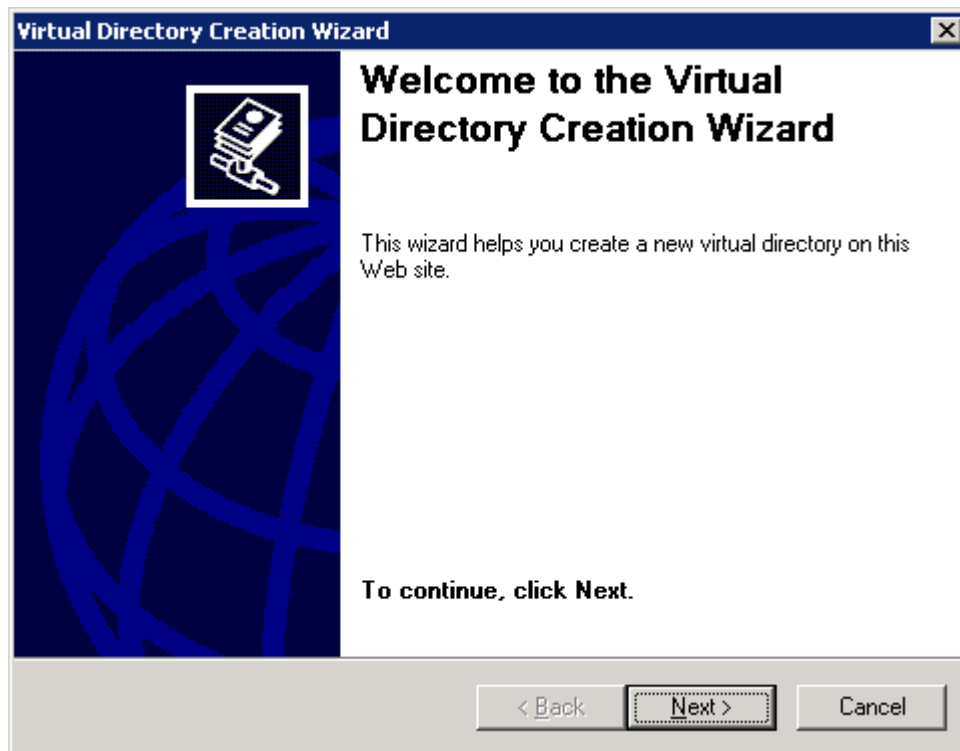 Virtual Directory Creation Wizard
Welcome to the Virtual
Directory Creation Wizard
This wizard helps you create a new virtual directory on this
Web site.
To continue, click Next.
< Back Next > Cancel